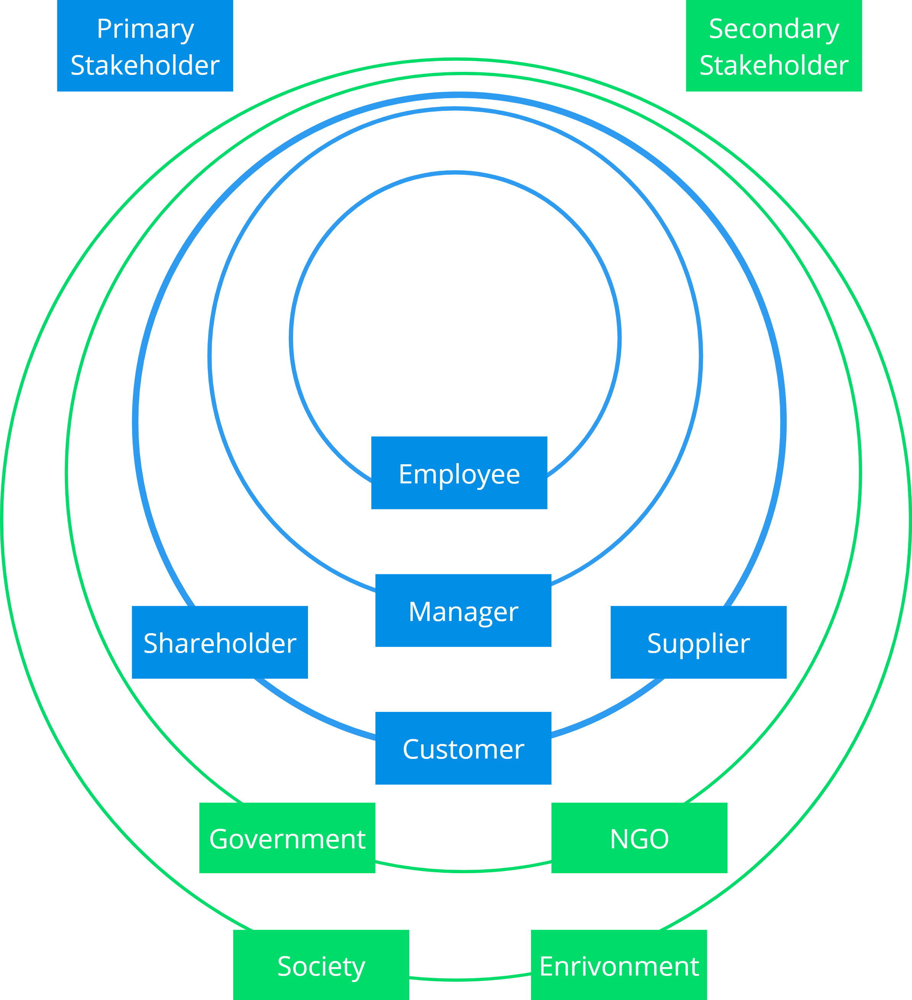 Primary
Stakeholder
Secondary
Stakeholder
Employee
Manager
Shareholder
Supplier
Customer
Government
NGO
Society
Enrivonment